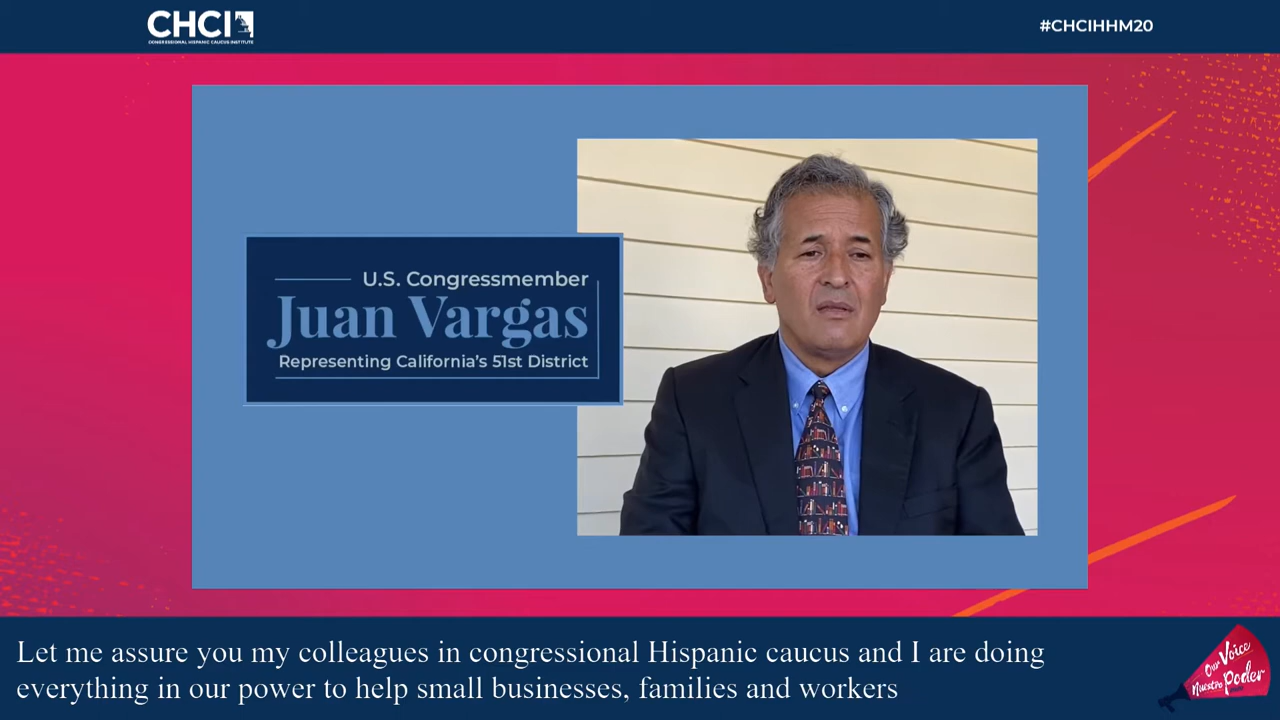 CHCI
CONGRESSIONAL HISPANIC CAUCUS INSTITUTE
#CHCIHHM20
U.S. Congressmember
Juan Vargas
Representing California's 51st District
Let me assure you my colleagues in congressional Hispanic caucus and I are doing
everything in our power to help small businesses, families and workers
Our Voice
Nuestro Poder